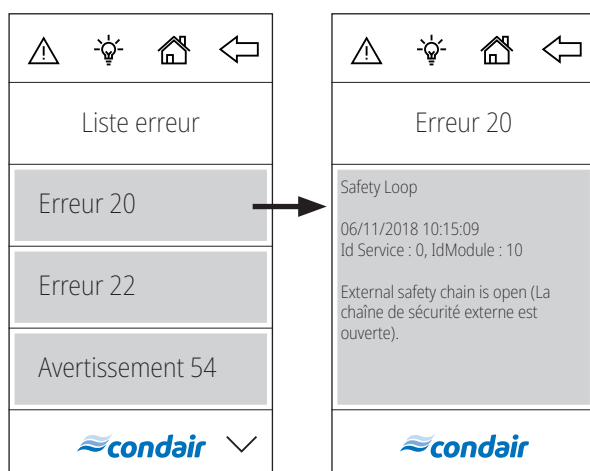 Liste erreur
Erreur 20
Erreur 22
Avertissement 54
condair
Erreur 20
Safety Loop
06/11/2018 10:15:09
Id Service : 0, IdModule : 10
External safety chain is open (La
chaîne de sécurité externe est
ouverte).
condair